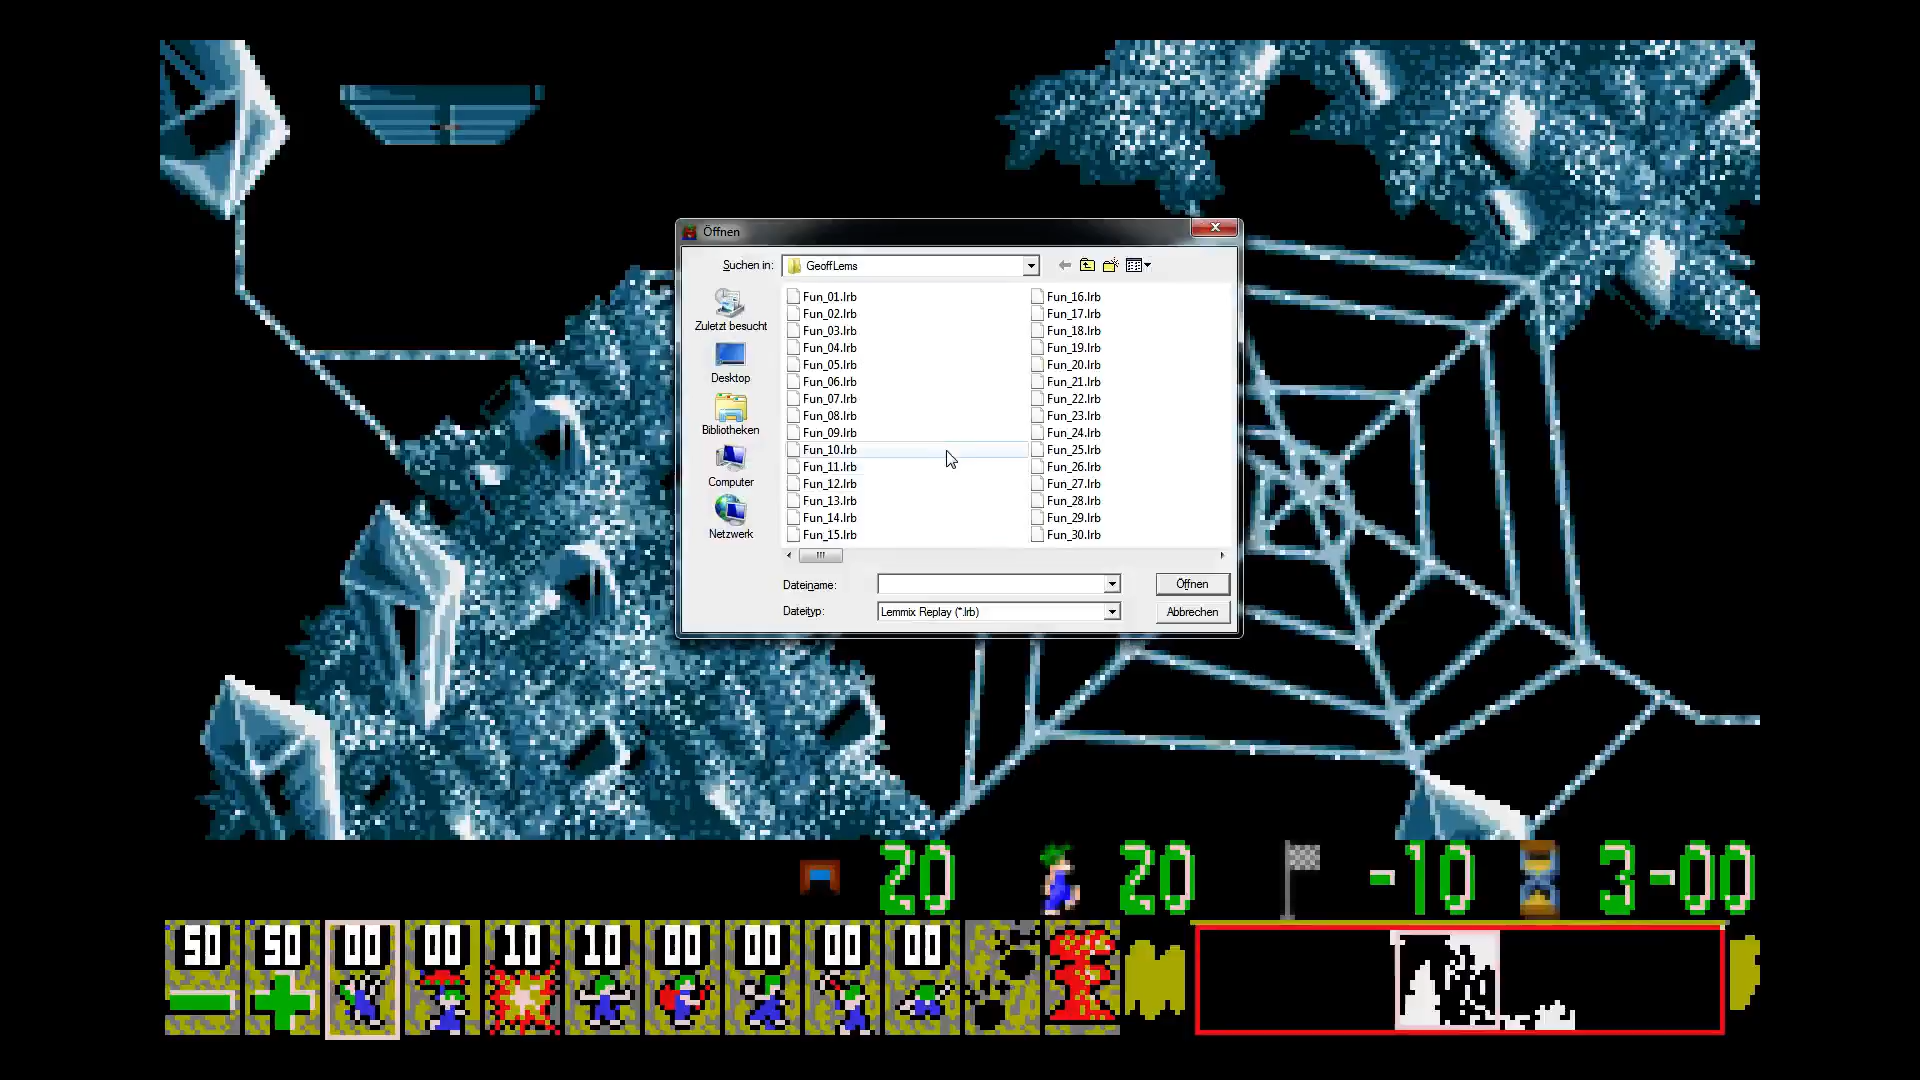 Öffnen
Suchen in: GeoffLems
Zuletzt besucht
Desktop
Bibliotheken
Computer
Netzwerk
Fun_01.lrb
Fun_02.lrb
Fun_03.lrb
Fun_04.lrb
Fun_05.lrb
Fun_06.lrb
Fun_07.lrb
Fun_08.lrb
Fun_09.lrb
Fun_10.lrb
Fun_11.lrb
Fun_12.lrb
Fun_13.lrb
Fun_14.lrb
Fun_15.lrb
Fun_16.lrb
Fun_17.lrb
Fun_18.lrb
Fun_19.lrb
Fun_20.lrb
Fun_21.lrb
Fun_22.lrb
Fun_23.lrb
Fun_24.lrb
Fun_25.lrb
Fun_26.lrb
Fun_27.lrb
Fun_28.lrb
Fun_29.lrb
Fun_30.lrb
Dateiname: Öffnen
Dateityp: Lemmix Replay (*.lrb) Abbrechen
20 20 -10 3-00
50 50 00 00 10 10 00 00 00 00